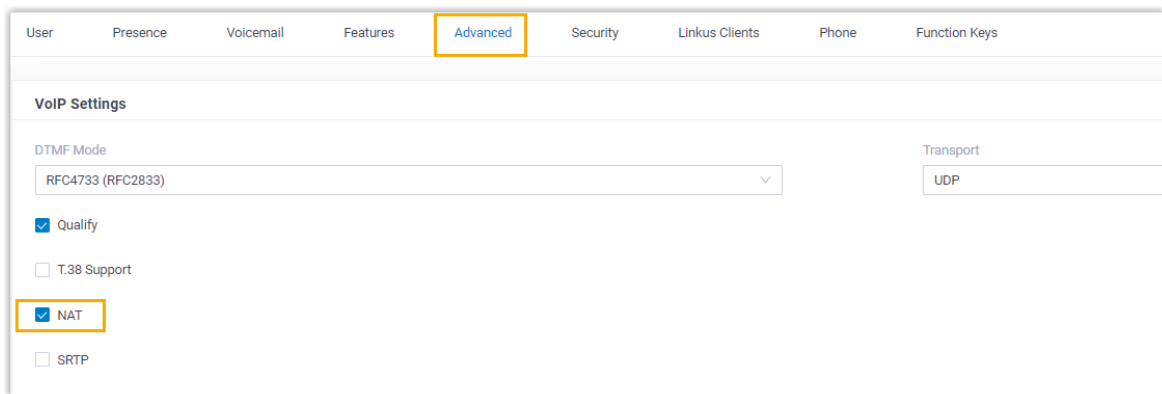 User Presence Voicemail Features Advanced Security Linkus Clients Phone Function Keys
VoIP Settings
DTMF Mode Transport
RFC4733 (RFC2833) UDP
Qualify
T.38 Support
NAT
SRTP